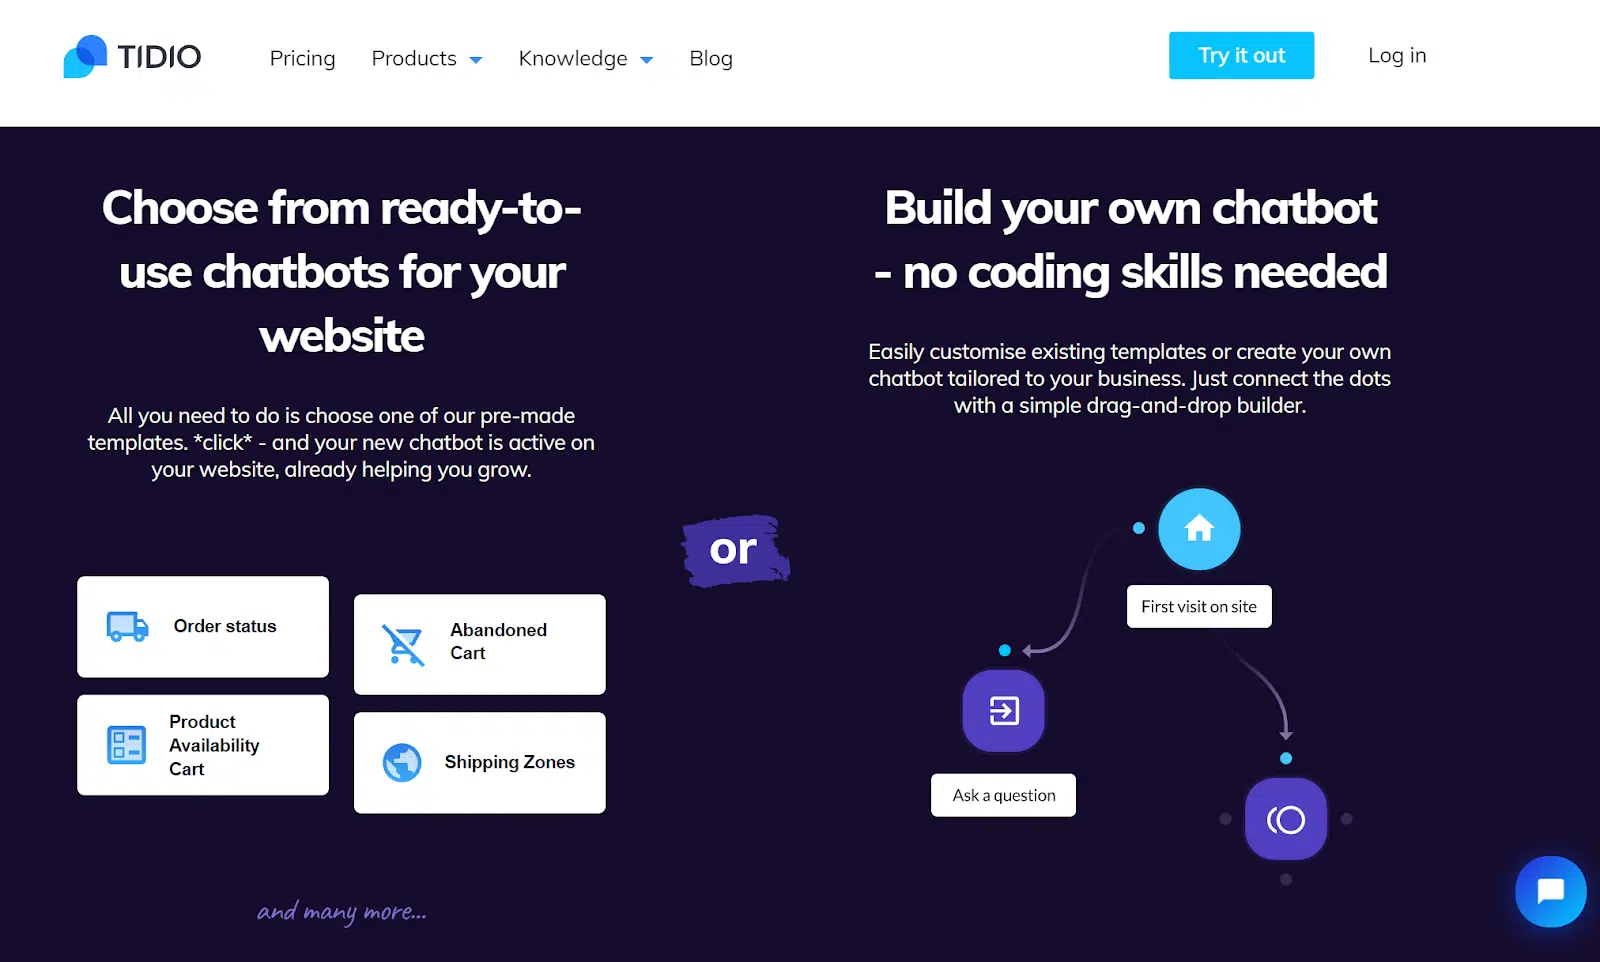 TIDIO
Pricing
Products
Knowledge
Blog
Try it out
Log in
Choose from ready-to-
use chatbots for your
website
All you need to do is choose one of our pre-made
templates. *click* - and your new chatbot is active on
your website, already helping you grow.
Order status
Abandoned
Cart
Product
Availability
Cart
Shipping Zones
and many more...
or
Build your own chatbot
- no coding skills needed
Easily customise existing templates or create your own
chatbot tailored to your business. Just connect the dots
with a simple drag-and-drop builder.
First visit on site
Ask a question